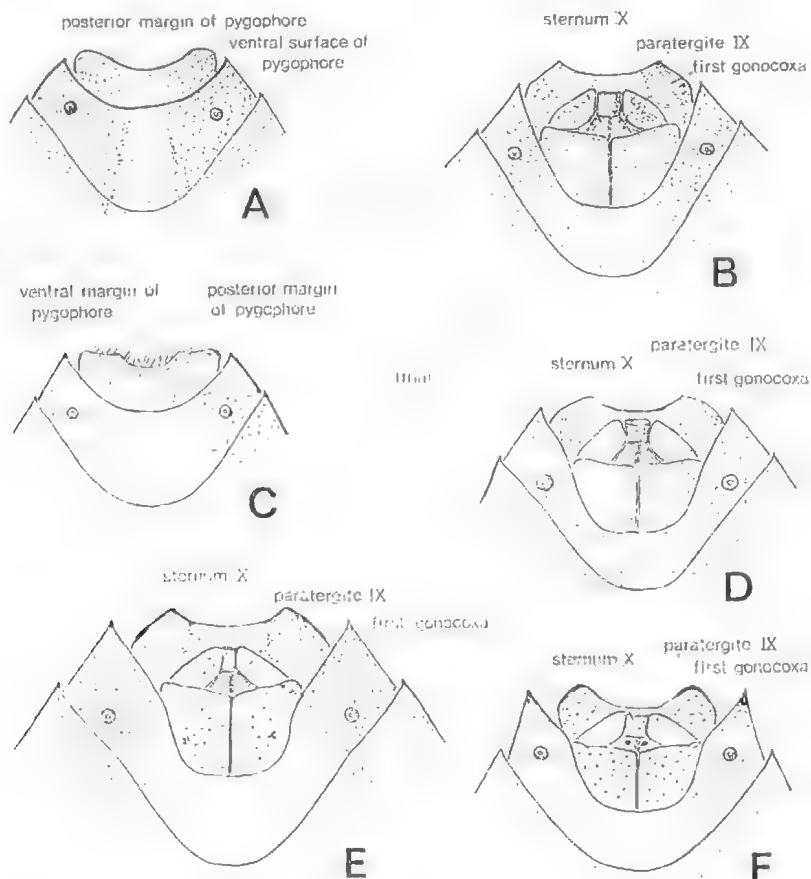 posterior margin of pygophore
ventral surface of
pygophore
A
sternum X
paratergite IX
first gonocoxa
B
ventral margin of
pygophore
posterior margin
of pygophore
C
sternum X
paratergite IX
first gonocoxa
D
sternum X
paratergite IX
first gonocoxa
E
sternum X
paratergite IX
first gonocoxa
F